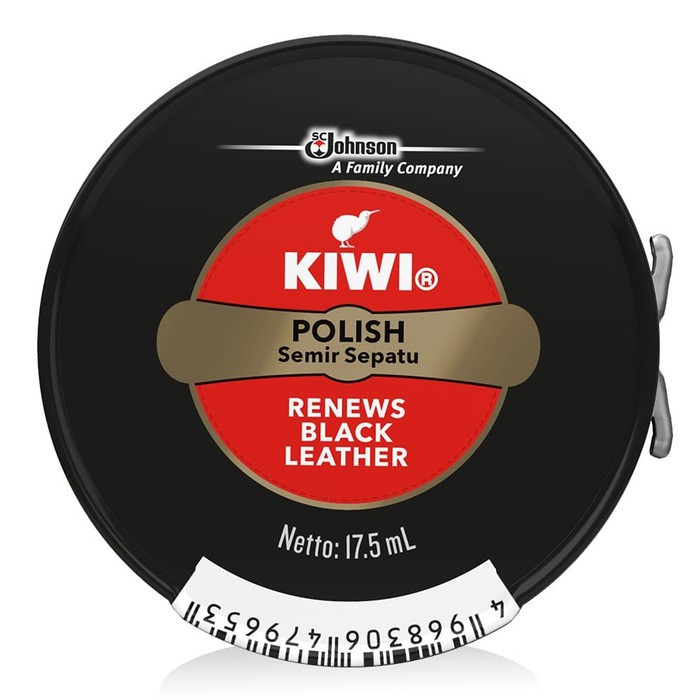 SC Johnson
A Family Company
KIWI®
POLISH
Semir Sepatu
RENEWS
BLACK
LEATHER
Netto: 17.5 mL
4 968306 479653